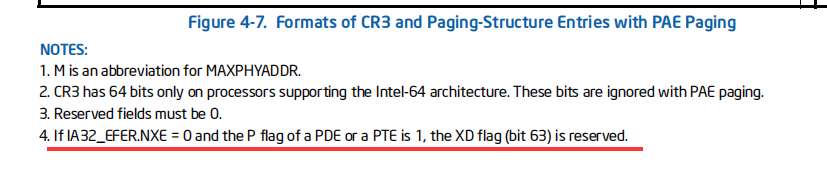 Figure 4-7. Formats of CR3 and Paging-Structure Entries with PAE Paging
NOTES:
1. M is an abbreviation for MAXPHYADDR.
2. CR3 has 64 bits only on processors supporting the Intel-64 architecture. These bits are ignored with PAE paging.
3. Reserved fields must be 0.
4. If IA32_EFER.NXE = 0 and the P flag of a PDE or a PTE is 1, the XD flag (bit 63) is reserved.